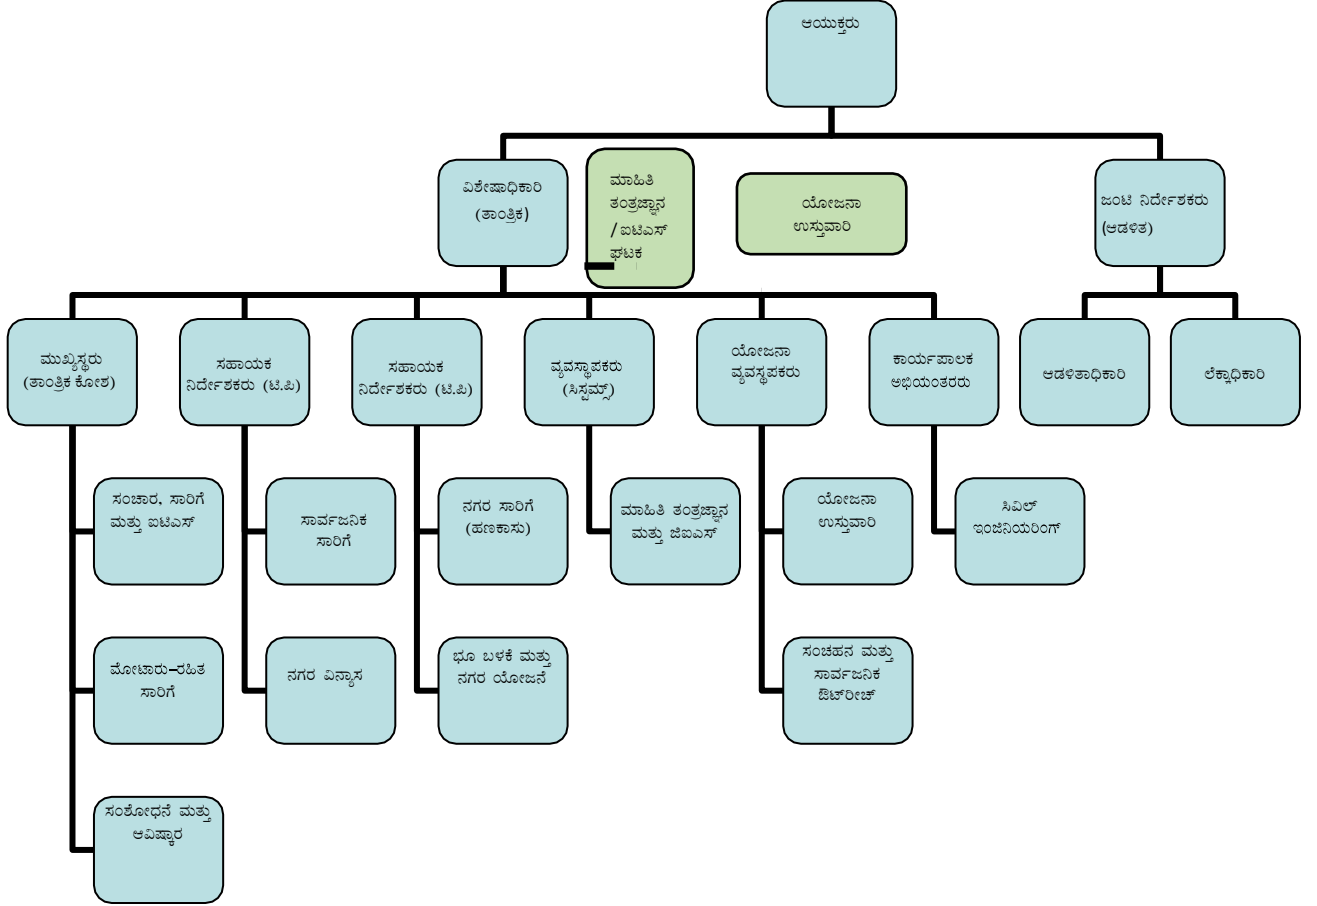 ಆಯುಕ್ತರು
ವಿಶೇಷಾಧಿಕಾರಿ
(ತಾಂತ್ರಿಕ)
ಮಾಹಿತಿ
ತಂತ್ರಜ್ಞಾನ
/ಐಟಿಎಸ್
ಘಟಕ
ಯೋಜನಾ
ಉಸ್ತುವಾರಿ
ಜಂಟಿ ನಿರ್ದೇಶಕರು
(ಆಡಳಿತ)
ಮುಖ್ಯಸ್ಥರು
(ತಾಂತ್ರಿಕ ಕೋಶ)
ಸಹಾಯಕ
ನಿರ್ದೇಶಕರು (ಟಿ.ಪಿ)
ಸಹಾಯಕ
ನಿರ್ದೇಶಕರು (ಟಿ.ಪಿ)
ವ್ಯವಸ್ಥಾಪಕರು
(ಸಿಸ್ಟಮ್ಸ್)
ಯೋಜನಾ
ವ್ಯವಸ್ಥಪಕರು
ಕಾರ್ಯಪಾಲಕ
ಅಭಿಯಂತರರು
ಆಡಳಿತಾಧಿಕಾರಿ
ಲೆಕ್ಕಾಧಿಕಾರಿ
ಸಂಚಾರ, ಸಾರಿಗೆ
ಮತ್ತು ಐಟಿಎಸ್
ಸಾರ್ವಜನಿಕ
ಸಾರಿಗೆ
ನಗರ ಸಾರಿಗೆ
(ಹಣಕಾಸು)
ಮಾಹಿತಿ ತಂತ್ರಜ್ಞಾನ
ಮತ್ತು ಜಿಐಎಸ್
ಯೋಜನಾ
ಉಸ್ತುವಾರಿ
ಸಿವಿಲ್
ಇಂಜಿನಿಯರಿಂಗ್
ಮೋಟಾರು-ರಹಿತ
ಸಾರಿಗೆ
ನಗರ ವಿನ್ಯಾಸ
ಭೂ ಬಳಕೆ ಮತ್ತು
ನಗರ ಯೋಜನೆ
ಸಂಚಹನ ಮತ್ತು
ಸಾರ್ವಜನಿಕ
ಔಟ್‌ರೀಚ್
ಸಂಶೋಧನೆ ಮತ್ತು
ಆವಿಷ್ಕಾರ